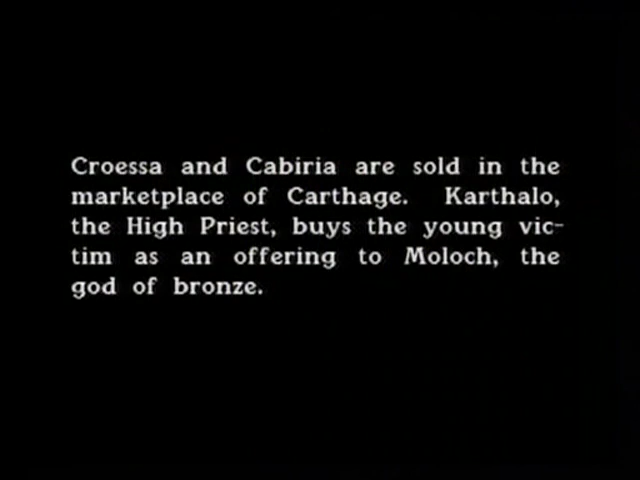 Croessa and Cabiria are sold in the
marketplace of Carthage. Karthalo,
the High Priest, buys the young vic-
tim as an offering to Moloch, the
god of bronze.